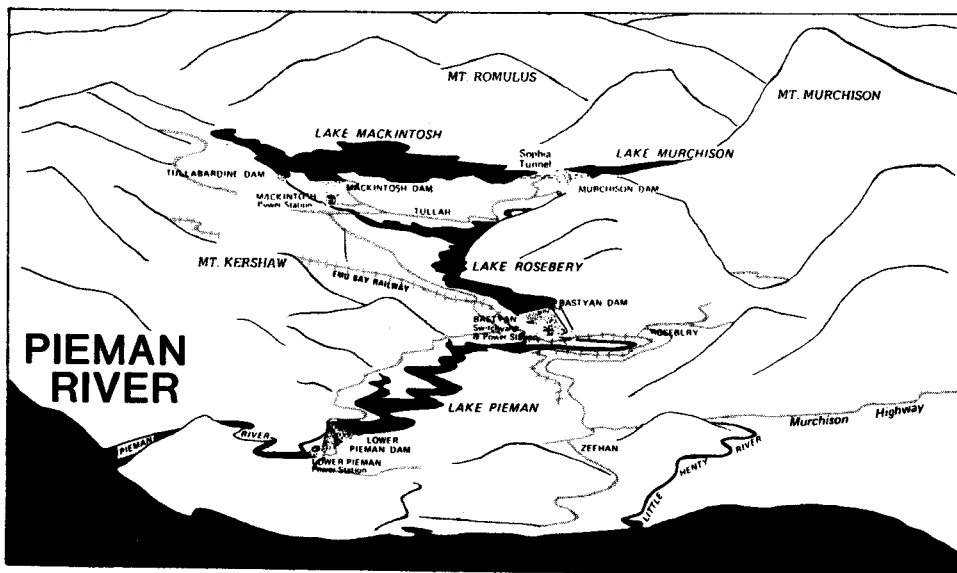 MT. ROMULUS
MT. MURCHISON
LAKE MACKINTOSH
Sophia
Tunnel
LAKE MURCHISON
TULLABARDINE DAM
MACKINTOSH DAM
MURCHISON DAM
MACKINTOSH
Power Station
TULLAH
MT. KERSHAW
LAKE ROSEBERY
EMU BAY RAILWAY
BASTYAN DAM
BASTYAN
Switchyard
& Power Station
ROSEBERY
PIEMAN
RIVER
LAKE PIEMAN
Murchison Highway
PIEMAN RIVER
LOWER
PIEMAN DAM
LOWER PIEMAN
Power Station
ZEEHAN
LITTLE HENTY RIVER